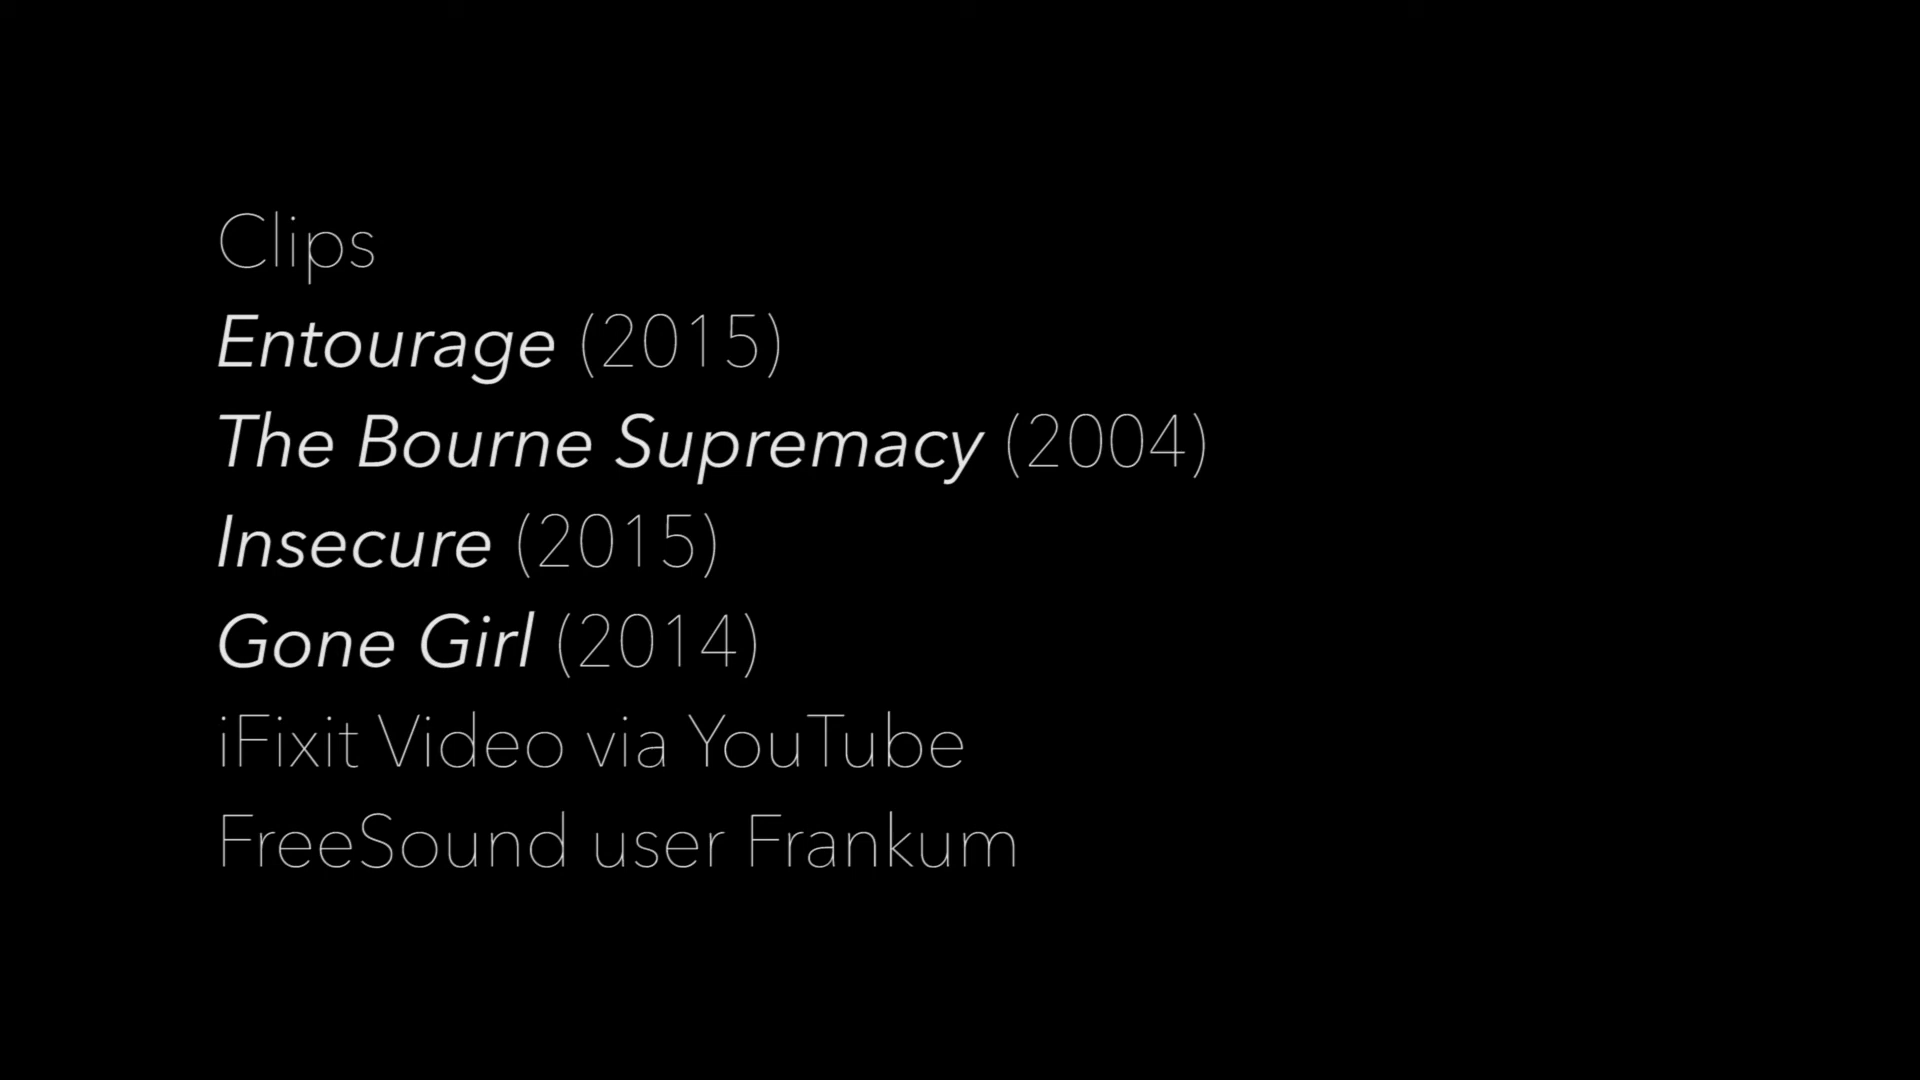 Clips
Entourage (2015)
The Bourne Supremacy (2004)
Insecure (2015)
Gone Girl (2014)
iFixit Video via YouTube
FreeSound user Frankum